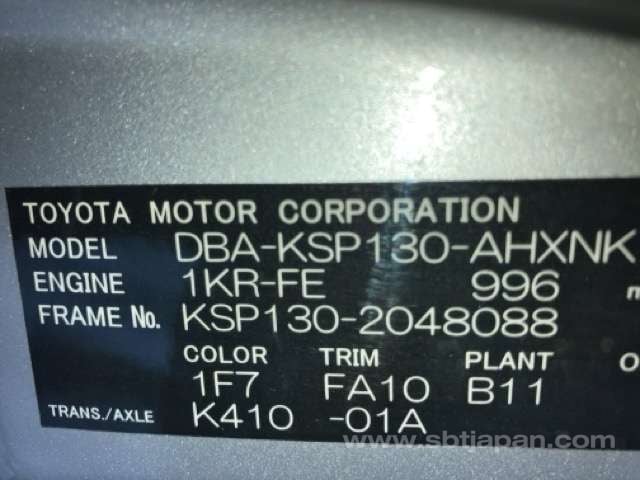 TOYOTA MOTOR CORPORATION
MODEL DBA-KSP130-AHXNK
ENGINE 1KR-FE 996
FRAME No. KSP130-2048088
COLOR TRIM PLANT
1F7 FA10 B11
TRANS./AXLE K410 -01A
www.sbtjapan.com